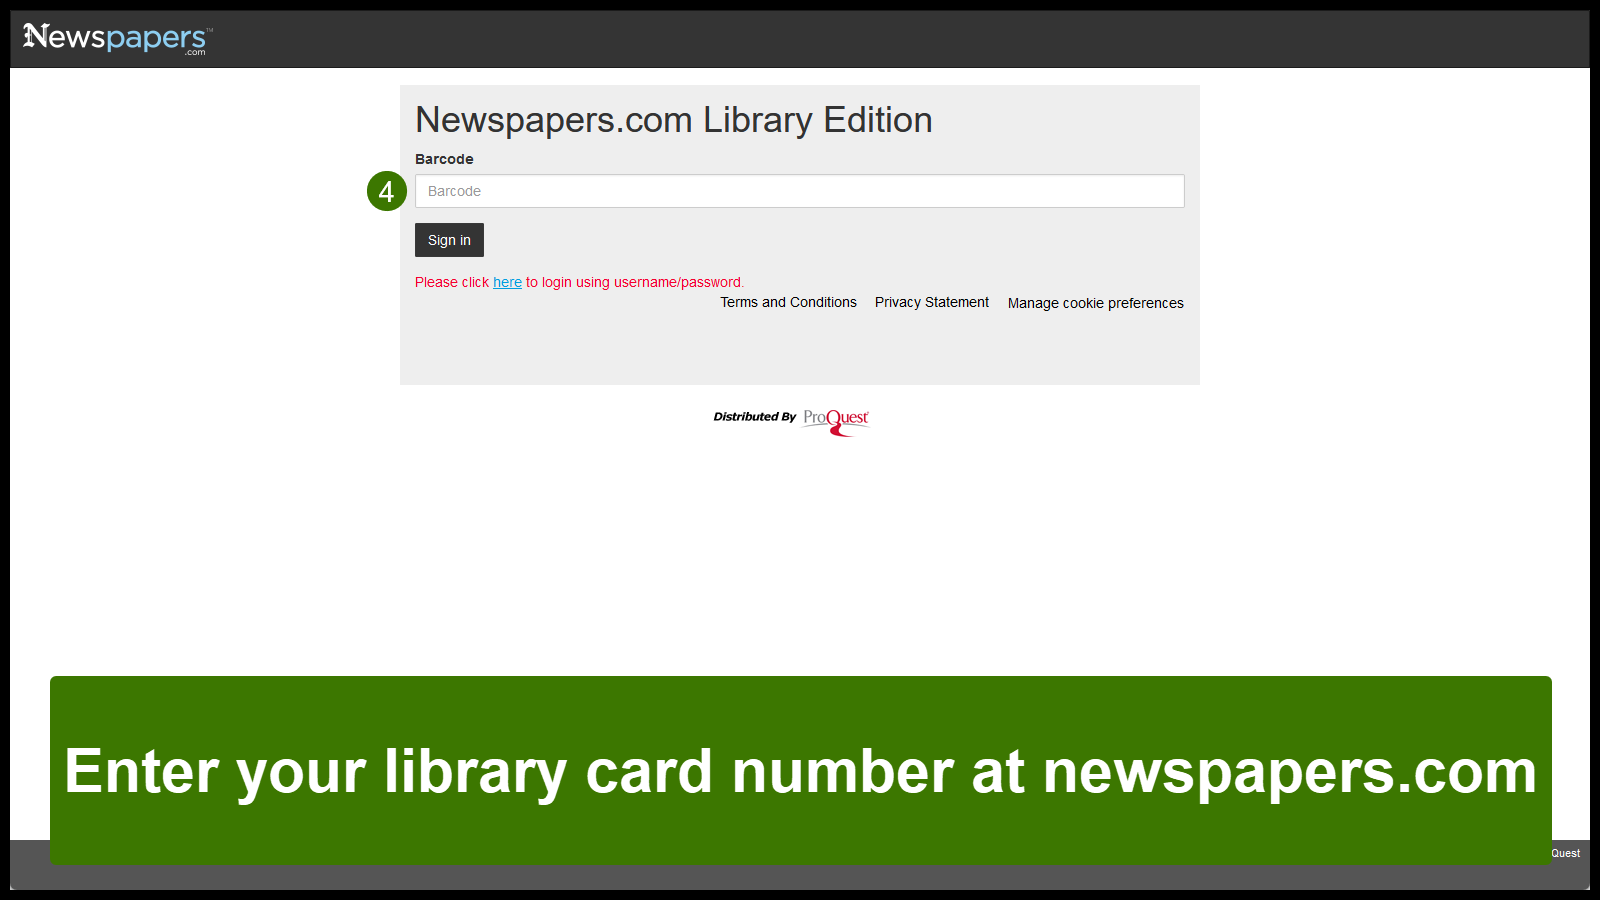 Newspapers™
.com
Newspapers.com Library Edition
Barcode
4
Barcode
Sign in
Please click here to login using username/password.
Terms and Conditions Privacy Statement Manage cookie preferences
Distributed By ProQuest
Enter your library card number at newspapers.com
Quest